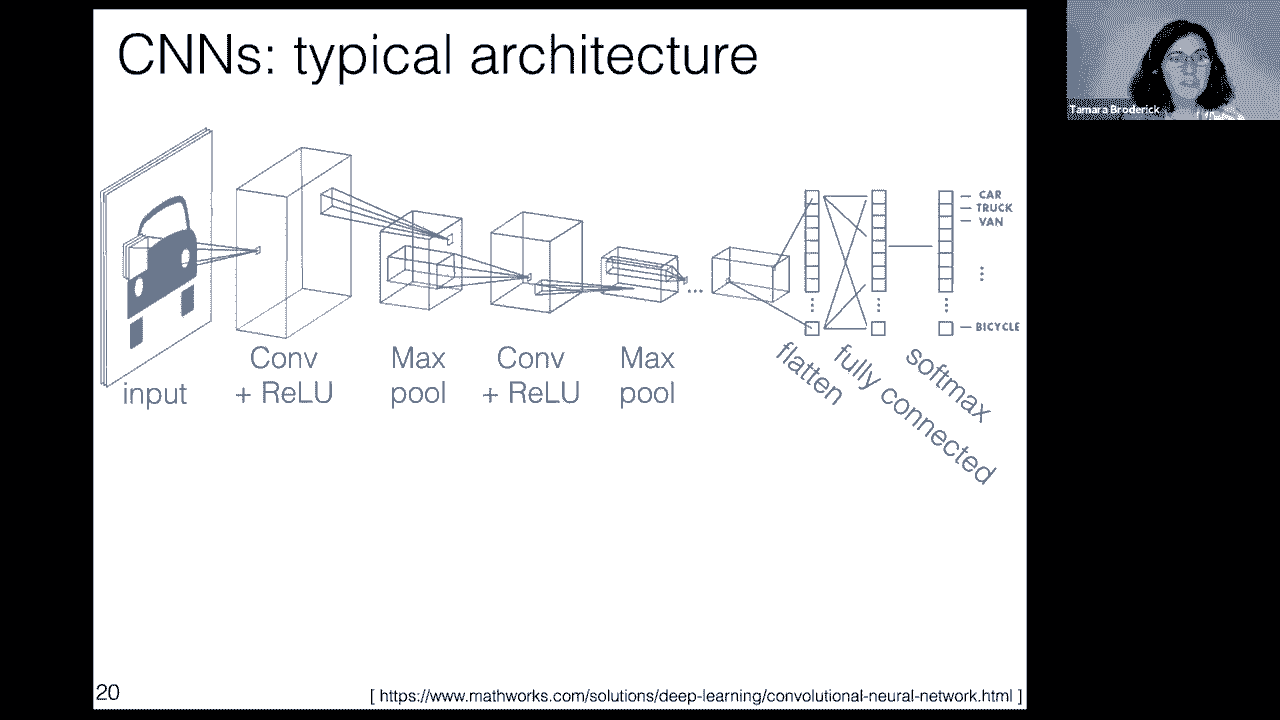 CNNs: typical architecture
Tamara Broderick
CAR
TRUCK
VAN
BICYCLE
input
Conv
+ ReLU
Max
pool
Conv
+ ReLU
Max
pool
...
flatten
fully connected
softmax
20
[ https://www.mathworks.com/solutions/deep-learning/convolutional-neural-network.html ]